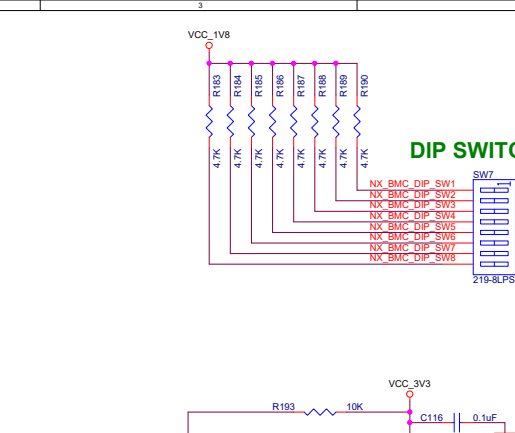 3
VCC_1V8
R183
R184
R185
R186
R187
R188
R189
R190
4.7K
4.7K
4.7K
4.7K
4.7K
4.7K
4.7K
4.7K
DIP
SW7
1
NX_BMC_DIP_SW1
NX_BMC_DIP_SW2
NX_BMC_DIP_SW3
NX_BMC_DIP_SW4
NX_BMC_DIP_SW5
NX_BMC_DIP_SW6
NX_BMC_DIP_SW7
NX_BMC_DIP_SW8
219-8LPS
VCC_3V3
R193 10K
C116 0.1uF